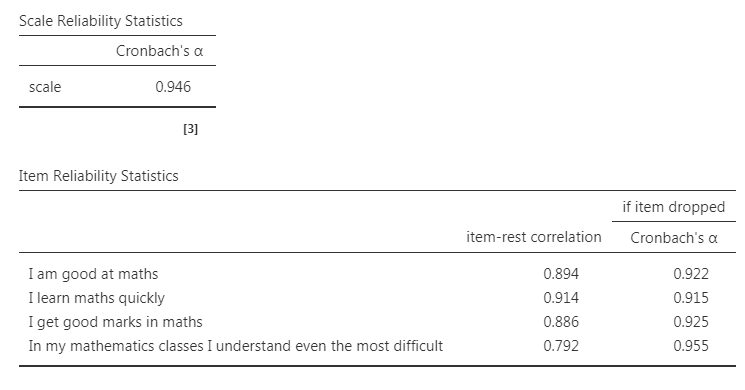 Scale Reliability Statistics
Cronbach's α
scale 0.946
[3]
Item Reliability Statistics
if item dropped
item-rest correlation Cronbach's α
I am good at maths 0.894 0.922
I learn maths quickly 0.914 0.915
I get good marks in maths 0.886 0.925
In my mathematics classes I understand even the most difficult 0.792 0.955